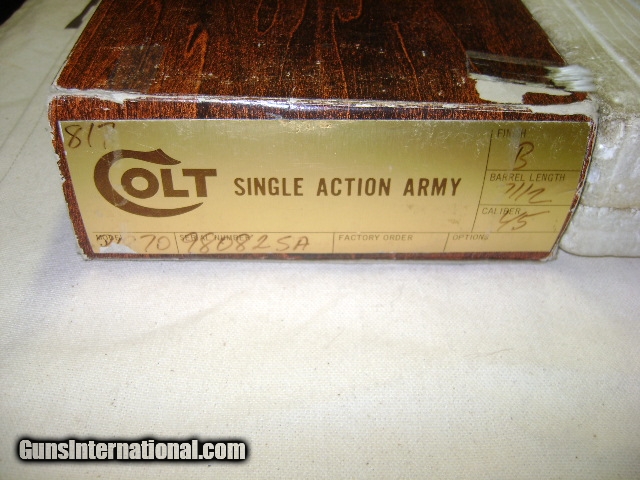 817
COLT SINGLE ACTION ARMY
FINISH
B
BARREL LENGTH
7 1/2
CALIBER
45
MODEL SERIAL NUMBER FACTORY ORDER OPTIONS
70 78082SA
GunsInternational.com